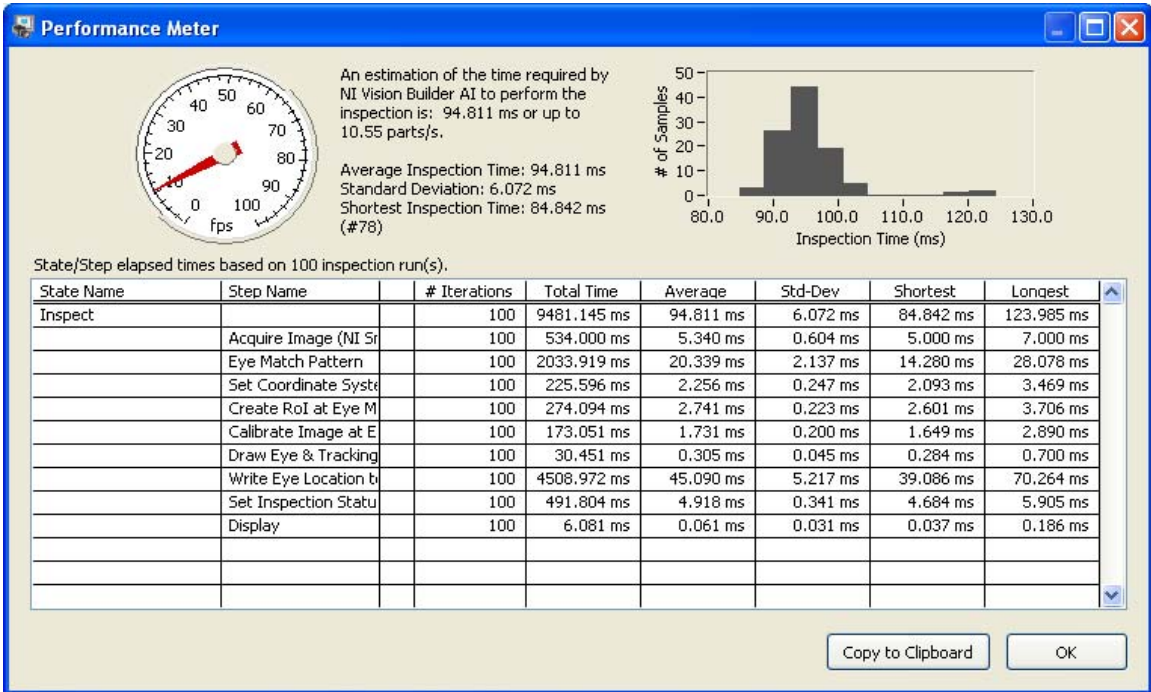 Performance Meter
An estimation of the time required by
NI Vision Builder AI to perform the
inspection is: 94.811 ms or up to
10.55 parts/s.
Average Inspection Time: 94.811 ms
Standard Deviation: 6.072 ms
Shortest Inspection Time: 84.842 ms
(#78)
0 10 20 30 40 50 60 70 80 90 100
fps
# of Samples
50
40
30
20
10
0
80.0 90.0 100.0 110.0 120.0 130.0
Inspection Time (ms)
State/Step elapsed times based on 100 inspection run(s).
State Name Step Name # Iterations Total Time Average Std-Dev Shortest Longest
Inspect 100 9481.145 ms 94.811 ms 6.072 ms 84.842 ms 123.985 ms
Acquire Image (NI Sr 100 534.000 ms 5.340 ms 0.604 ms 5.000 ms 7.000 ms
Eye Match Pattern 100 2033.919 ms 20.339 ms 2.137 ms 14.280 ms 28.078 ms
Set Coordinate Syste 100 225.596 ms 2.256 ms 0.247 ms 2.093 ms 3.469 ms
Create RoI at Eye M 100 274.094 ms 2.741 ms 0.223 ms 2.601 ms 3.706 ms
Calibrate Image at E 100 173.051 ms 1.731 ms 0.200 ms 1.649 ms 2.890 ms
Draw Eye & Tracking 100 30.451 ms 0.305 ms 0.045 ms 0.284 ms 0.700 ms
Write Eye Location t 100 4508.972 ms 45.090 ms 5.217 ms 39.086 ms 70.264 ms
Set Inspection Statu 100 491.804 ms 4.918 ms 0.341 ms 4.684 ms 5.905 ms
Display 100 6.081 ms 0.061 ms 0.031 ms 0.037 ms 0.186 ms
Copy to Clipboard OK